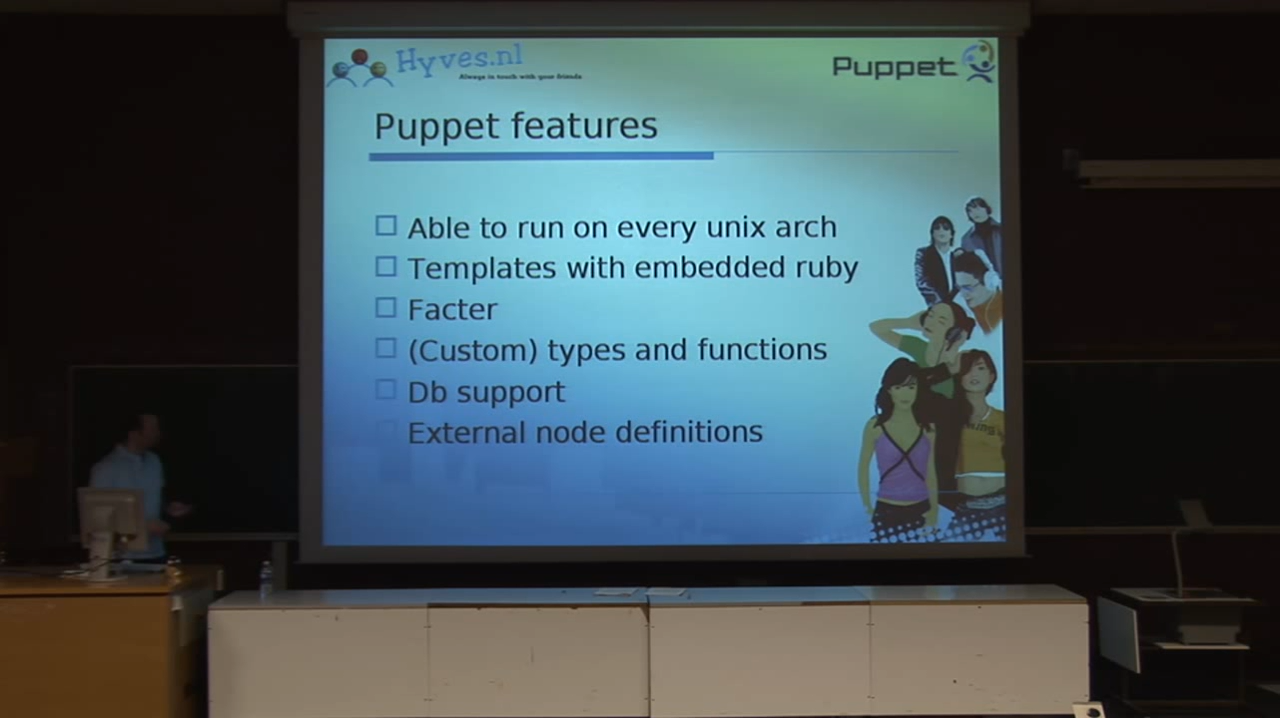 Hyves.nl
Always in touch with your friends
Puppet
Puppet features
Able to run on every unix arch
Templates with embedded ruby
Facter
(Custom) types and functions
Db support
External node definitions